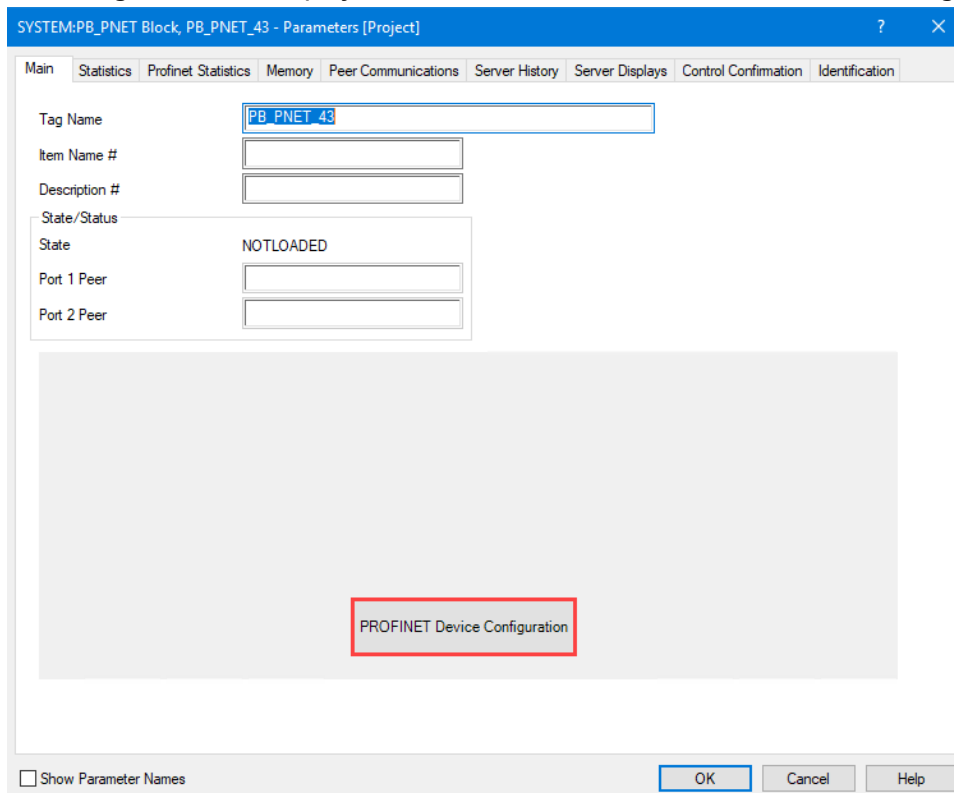 SYSTEM:PB_PNET Block, PB_PNET_43 - Parameters [Project] ?
Main Statistics Profinet Statistics Memory Peer Communications Server History Server Displays Control Confirmation Identification
Tag Name PB_PNET_43
Item Name #
Description #
State/Status
State NOTLOADED
Port 1 Peer
Port 2 Peer
PROFINET Device Configuration
Show Parameter Names OK Cancel Help